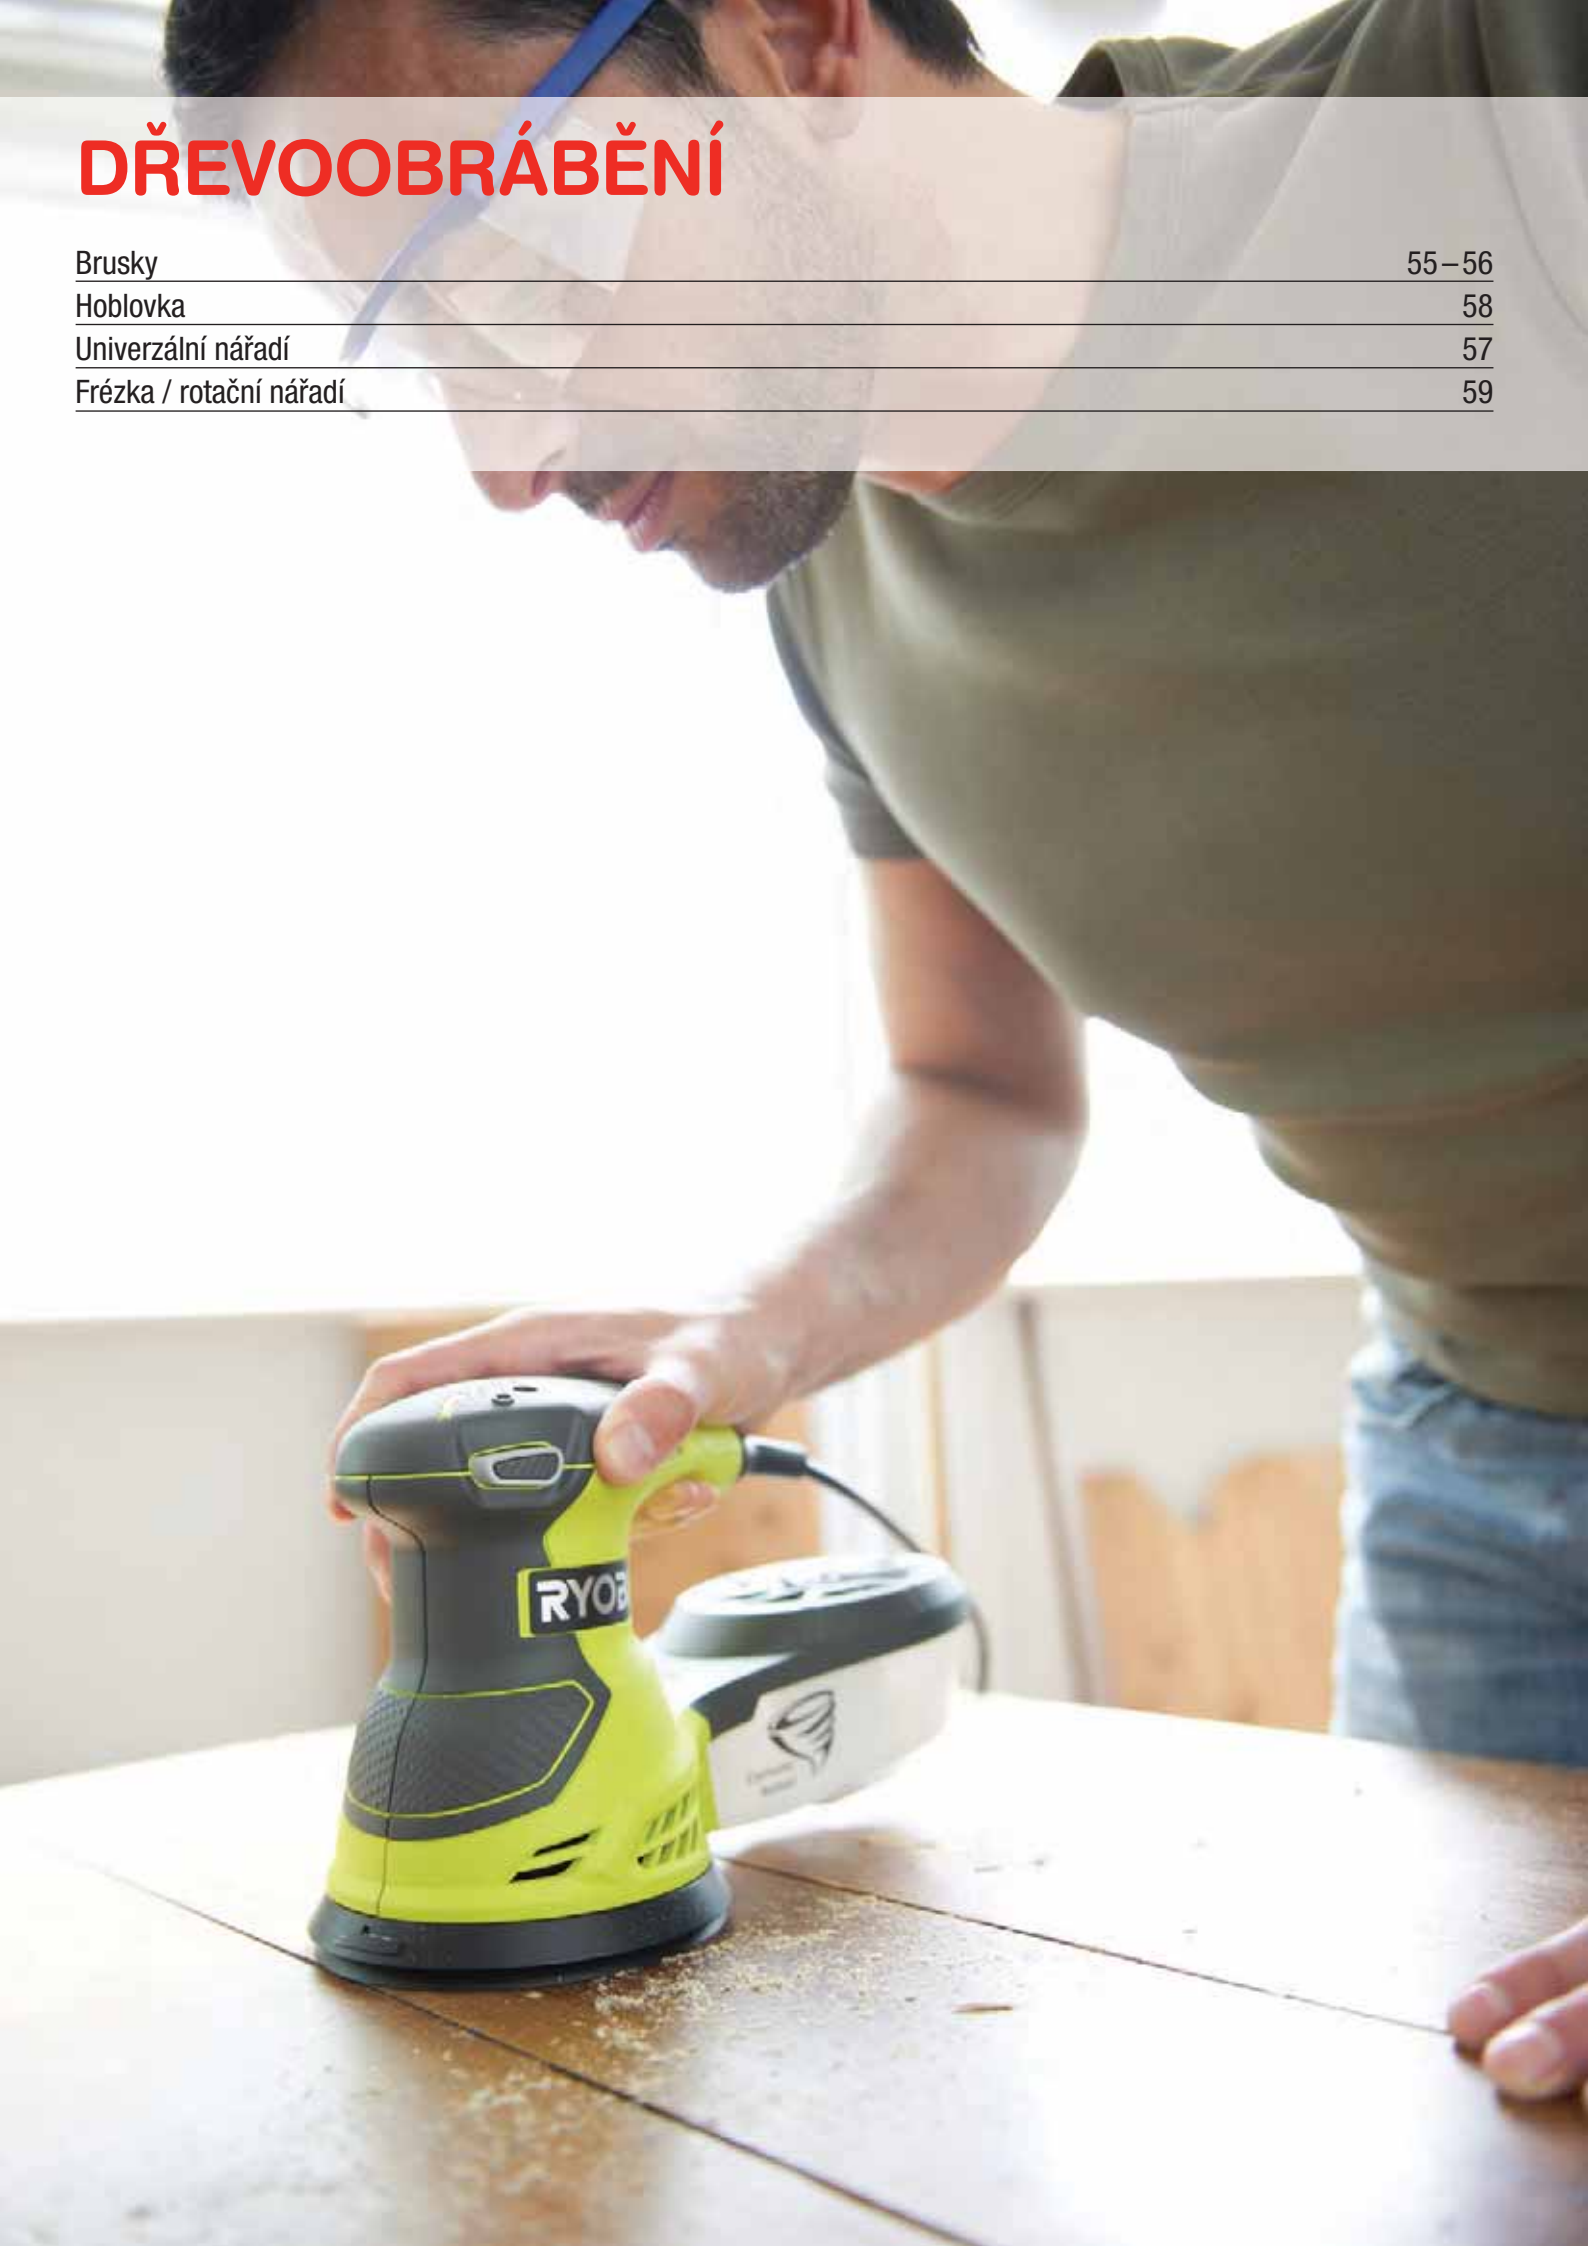 DŘEVOOBRÁBĚNÍ
Brusky 55–56
Hoblovka 58
Univerzální nářadí 57
Frézka / rotační nářadí 59
RYOB